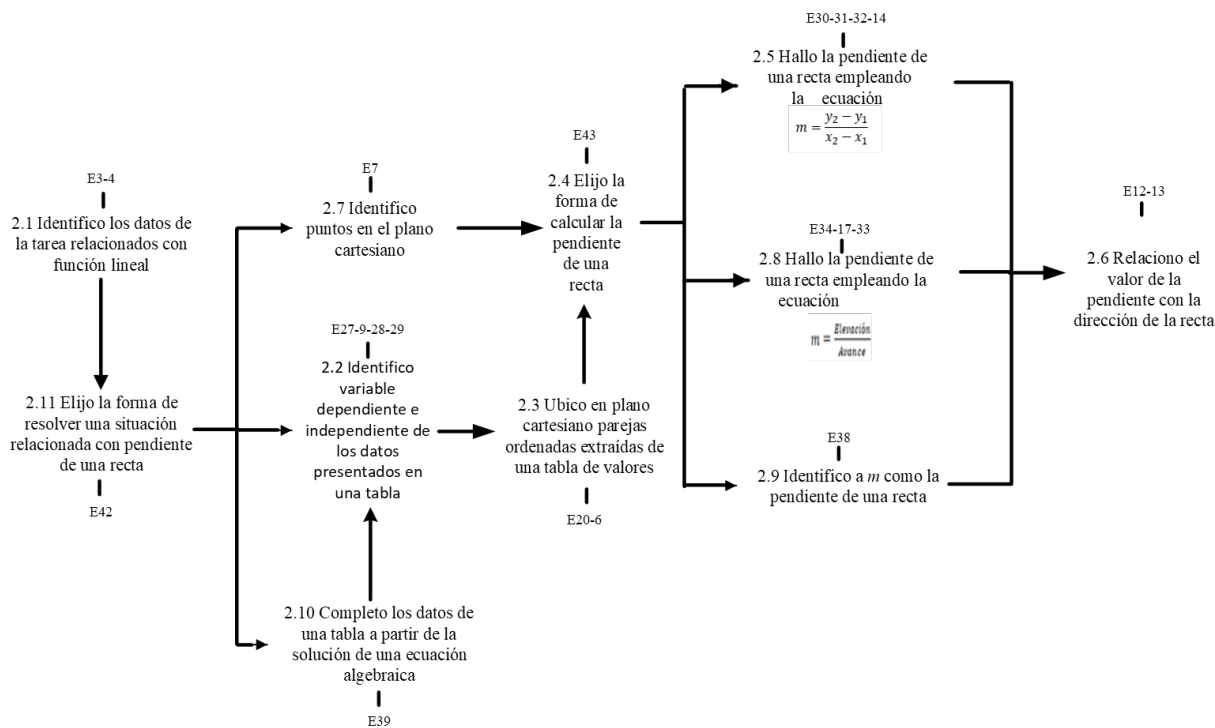 E3-4
2.1 Identifico los datos de
la tarea relacionados con
función lineal
2.11 Elijo la forma de
resolver una situación
relacionada con pendiente
de una recta
E42
E7
2.7 Identifico
puntos en el plano
cartesiano
E27-9-28-29
2.2 Identifico
variable
dependiente e
independiente de
los datos
presentados en
una tabla
2.10 Completo los datos de
una tabla a partir de la
solución de una ecuación
algebraica
E39
E43
2.4 Elijo la
forma de
calcular la
pendiente
de una
recta
2.3 Ubico en plano
cartesiano parejas
ordenadas extraídas de
una tabla de valores
E20-6
E30-31-32-14
2.5 Hallo la pendiente de
una recta empleando
la ecuación
m = (y₂ − y₁) / (x₂ − x₁)
E34-17-33
2.8 Hallo la pendiente de
una recta empleando la
ecuación
m = Elevación / Avance
E38
2.9 Identifico a m como la
pendiente de una recta
E12-13
2.6 Relaciono el
valor de la
pendiente con la
dirección de la recta